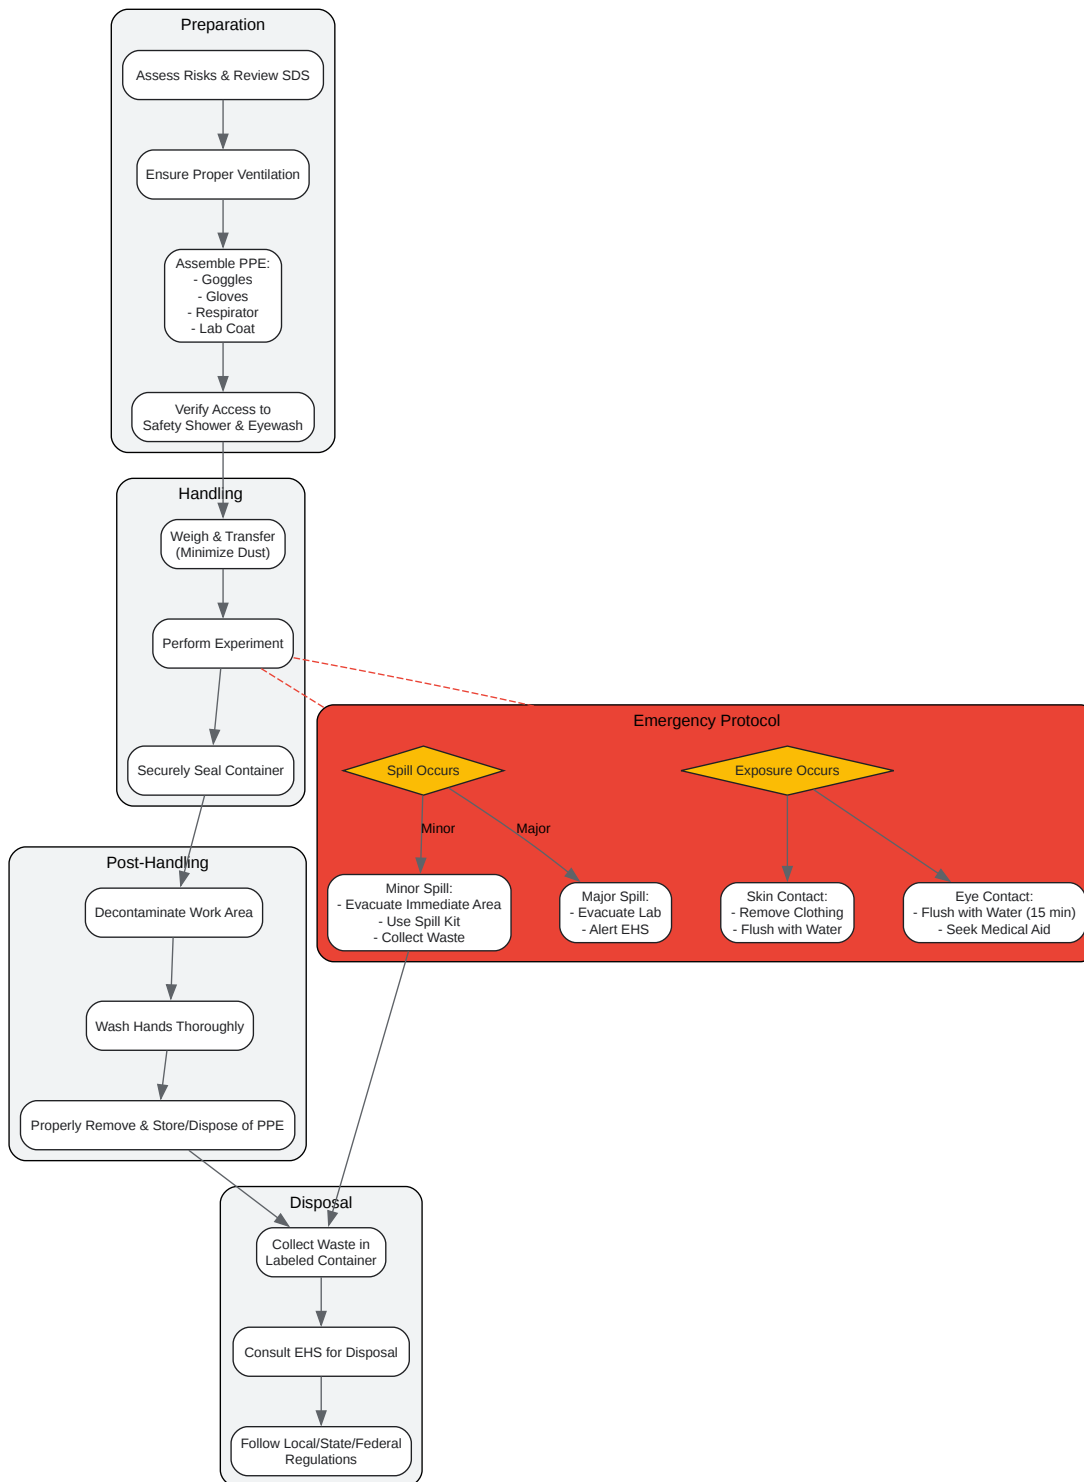 Preparation
Assess Risks & Review SDS
Ensure Proper Ventilation
Assemble PPE:
- Goggles
- Gloves
- Respirator
- Lab Coat
Verify Access to
Safety Shower & Eyewash
Handling
Weigh & Transfer
(Minimize Dust)
Perform Experiment
Securely Seal Container
Emergency Protocol
Spill Occurs
Exposure Occurs
Minor
Major
Minor Spill:
- Evacuate Immediate Area
- Use Spill Kit
- Collect Waste
Major Spill:
- Evacuate Lab
- Alert EHS
Skin Contact:
- Remove Clothing
- Flush with Water
Eye Contact:
- Flush with Water (15 min)
- Seek Medical Aid
Post-Handling
Decontaminate Work Area
Wash Hands Thoroughly
Properly Remove & Store/Dispose of PPE
Disposal
Collect Waste in
Labeled Container
Consult EHS for Disposal
Follow Local/State/Federal
Regulations